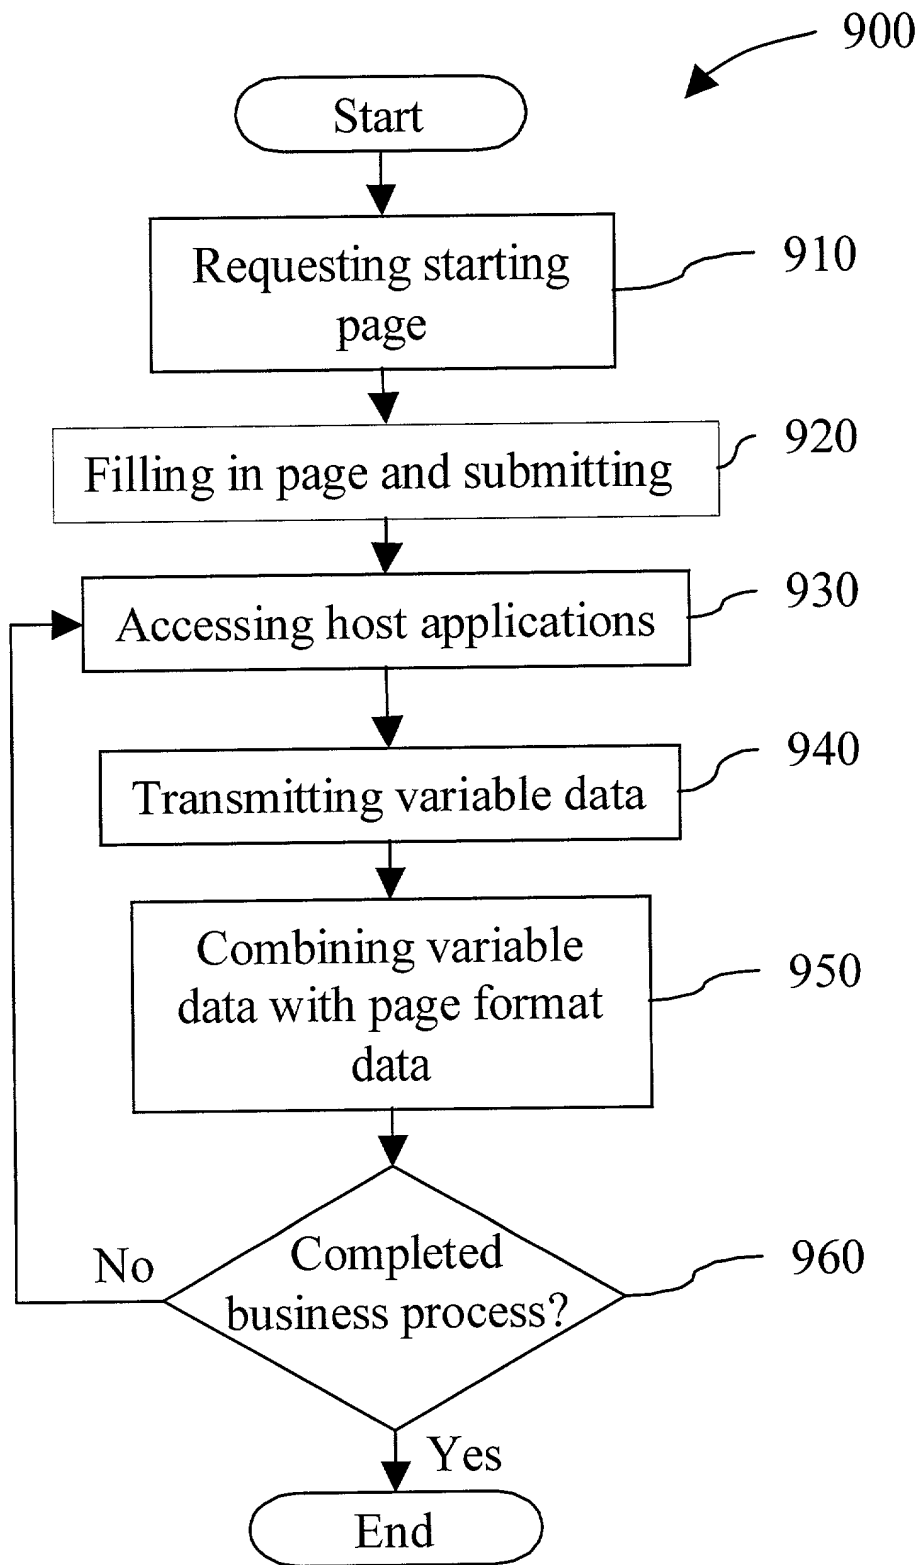 900
Start
Requesting starting
page
910
Filling in page and submitting
920
Accessing host applications
930
Transmitting variable data
940
Combining variable
data with page format
data
950
Completed
business process?
960
No
Yes
End